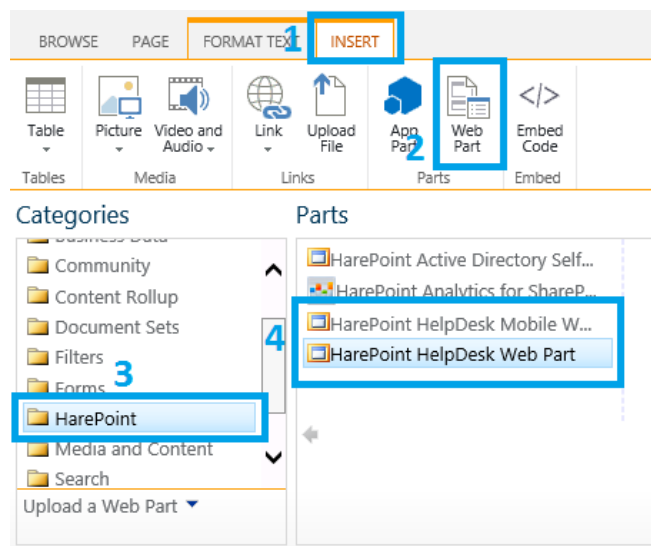 BROWSE PAGE FORMAT TEXT 1 INSERT
Table Picture Video and Audio Link Upload File App Part 2 Web Part Embed Code
Tables Media Links Parts Embed
Categories Parts
Business Data
Community
Content Rollup
Document Sets
Filters
3
Forms
HarePoint
Media and Content
Search
Upload a Web Part
HarePoint Active Directory Self...
HarePoint Analytics for ShareP...
4
HarePoint HelpDesk Mobile W...
HarePoint HelpDesk Web Part